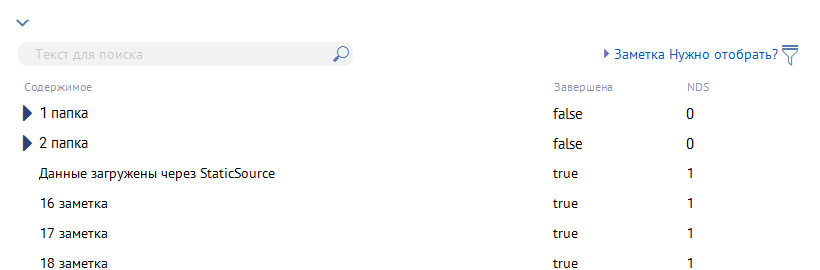 Текст для поиска
Заметка Нужно отобрать?
Содержимое Завершена NDS
1 папка false 0
2 папка false 0
Данные загружены через StaticSource true 1
16 заметка true 1
17 заметка true 1
18 заметка true 1